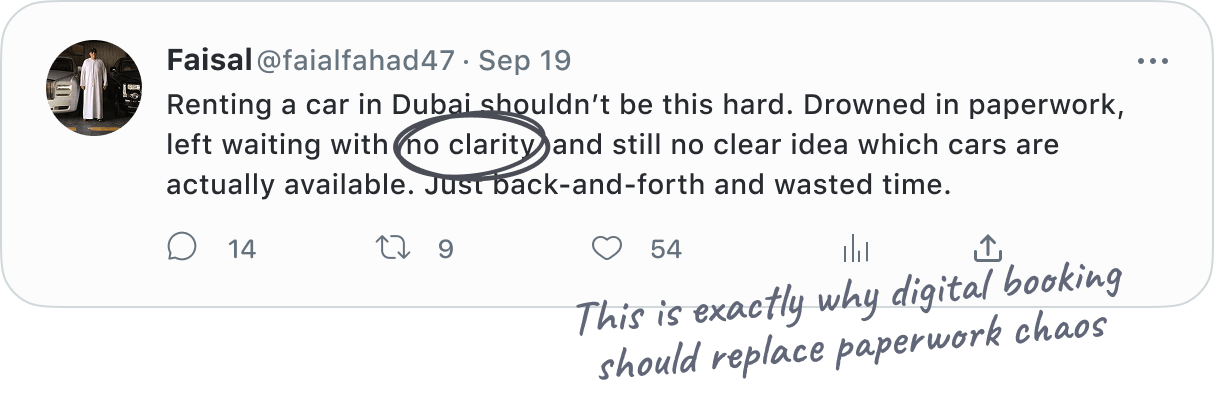 Faisal @faialfahad47 · Sep 19
Renting a car in Dubai shouldn’t be this hard. Drowned in paperwork,
left waiting with no clarity and still no clear idea which cars are
actually available. Just back-and-forth and wasted time.
14 9 54
This is exactly why digital booking
should replace paperwork chaos